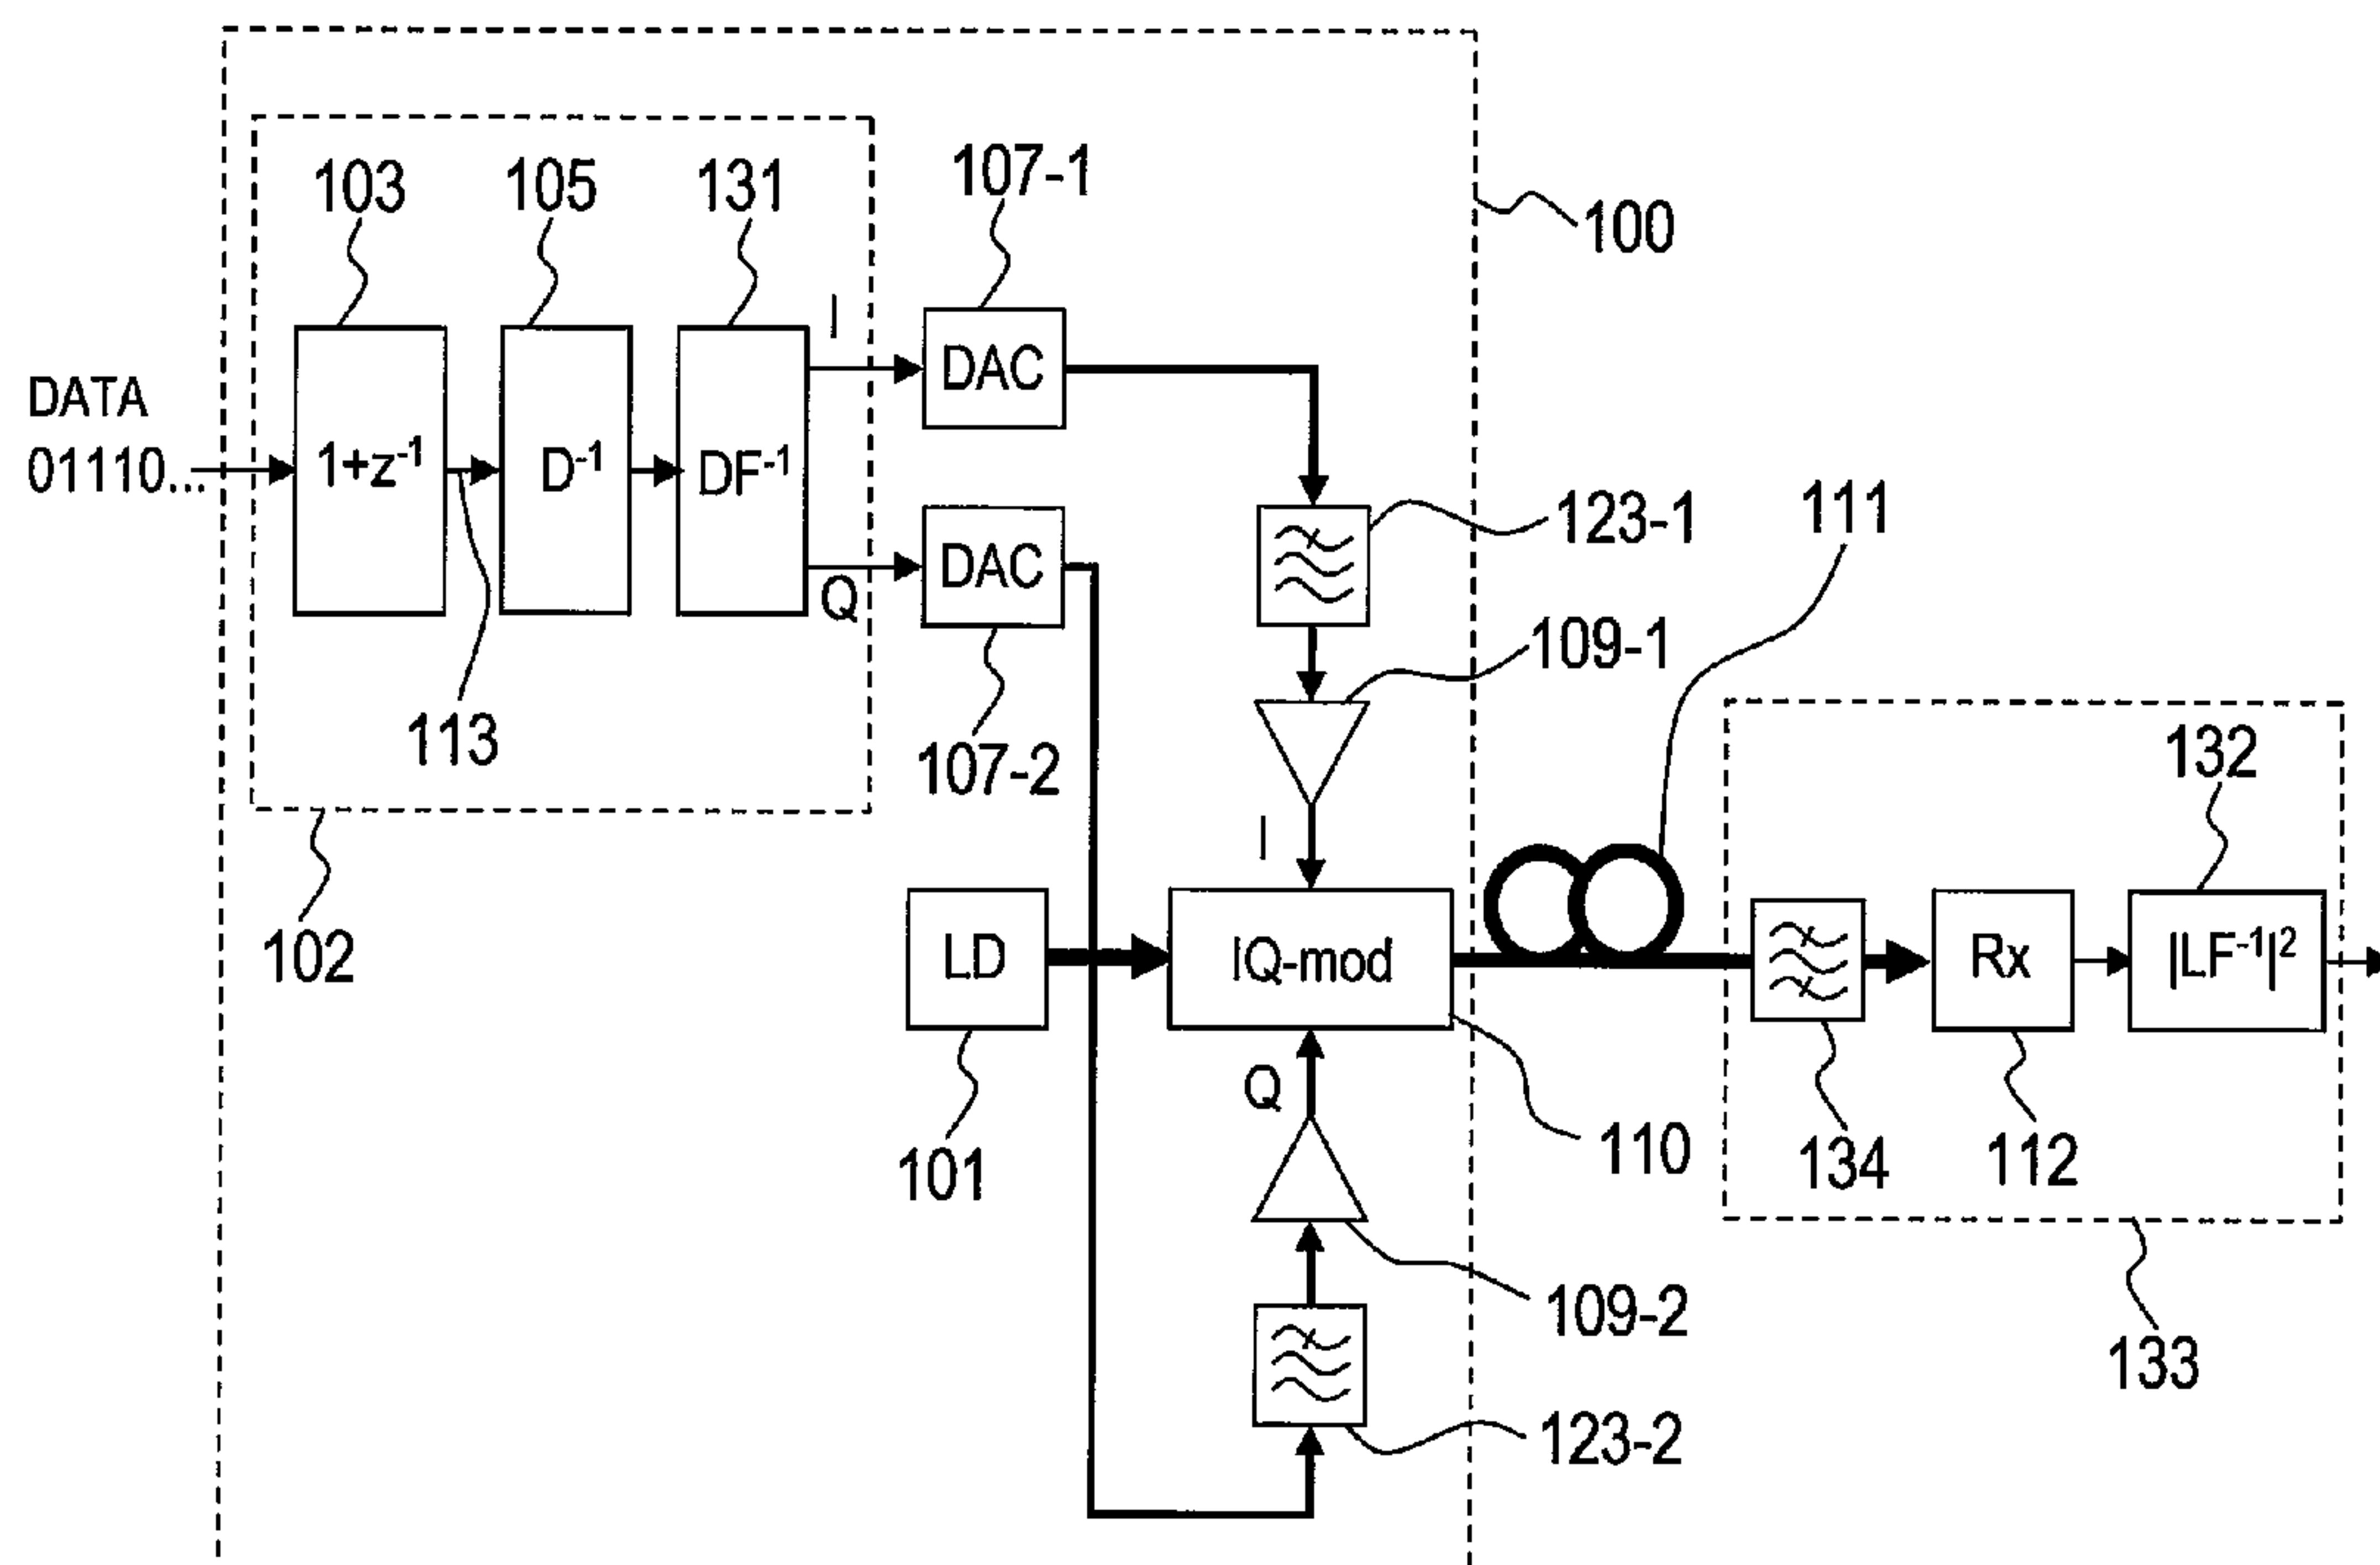 103
105
131
107-1
100
I
DAC
DATA
01110...
1+z⁻¹
D⁻¹
DF⁻¹
123-1
111
DAC
Q
109-1
113
107-2
132
I
102
LD
IQ-mod
Rx
|LF⁻¹|²
Q
101
110
134
112
109-2
133
123-2